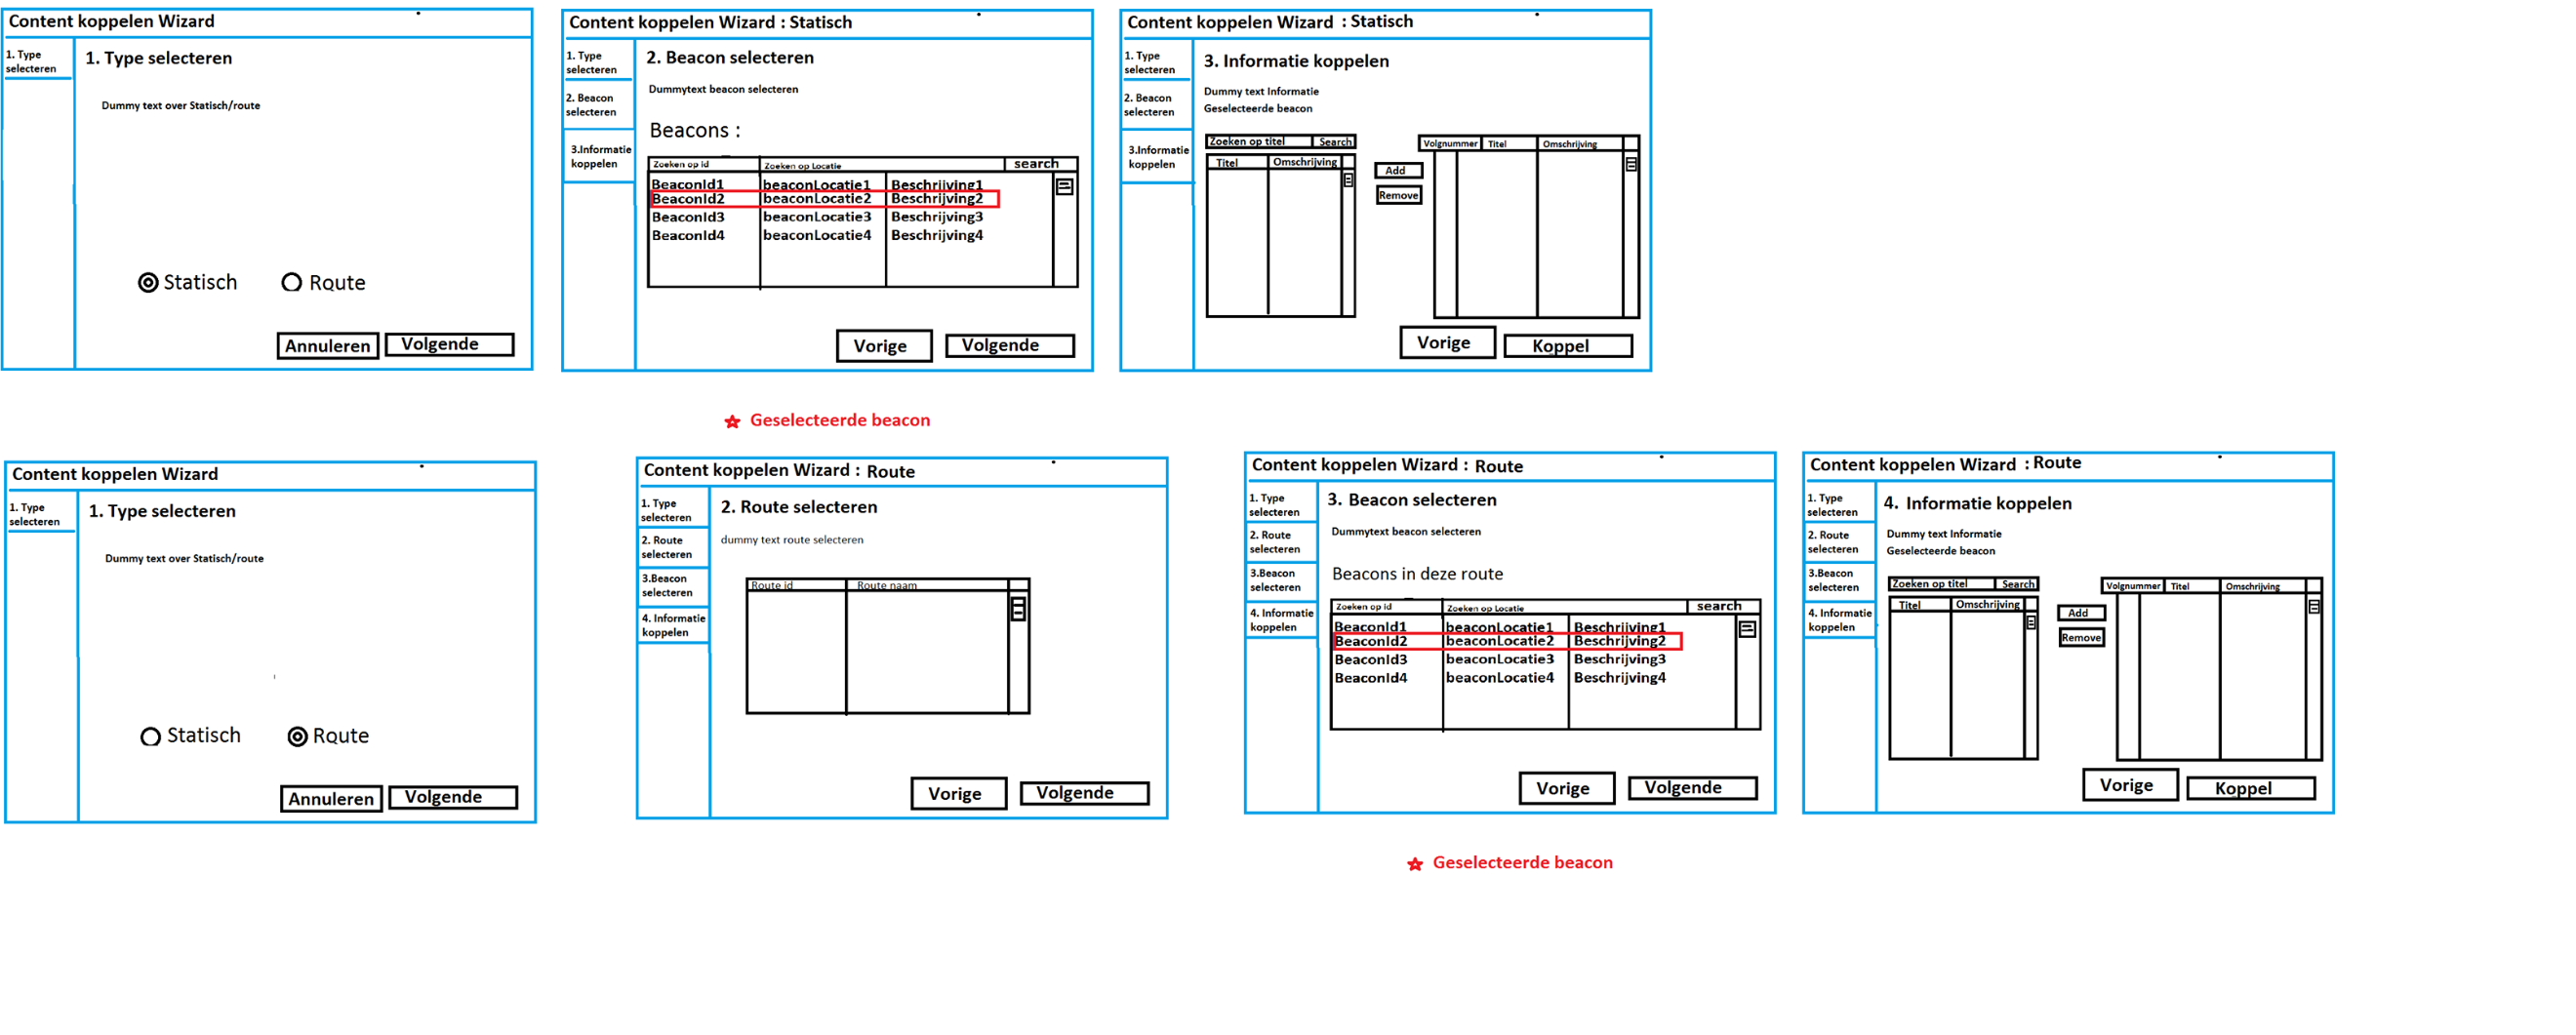 Content koppelen Wizard
1. Type
selecteren
1. Type selecteren
Dummy text over Statisch/route
Statisch
Route
Annuleren
Volgende
Content koppelen Wizard : Statisch
1. Type
selecteren
2. Beacon
selecteren
3.Informatie
koppelen
2. Beacon selecteren
Dummytext beacon selecteren
Beacons :
Zoeken op id Zoeken op Locatie search
BeaconId1 beaconLocatie1 Beschrijving1
BeaconId2 beaconLocatie2 Beschrijving2
BeaconId3 beaconLocatie3 Beschrijving3
BeaconId4 beaconLocatie4 Beschrijving4
Vorige
Volgende
Content koppelen Wizard : Statisch
1. Type
selecteren
2. Beacon
selecteren
3.Informatie
koppelen
3. Informatie koppelen
Dummy text Informatie
Geselecteerde beacon
Zoeken op titel Search
Titel Omschrijving
Add
Remove
Volgnummer Titel Omschrijving
Vorige
Koppel
Geselecteerde beacon
Content koppelen Wizard
1. Type
selecteren
1. Type selecteren
Dummy text over Statisch/route
Statisch
Route
Annuleren
Volgende
Content koppelen Wizard : Route
1. Type
selecteren
2. Route
selecteren
3.Beacon
selecteren
4. Informatie
koppelen
2. Route selecteren
dummy text route selecteren
Route id Route naam
Vorige
Volgende
Content koppelen Wizard : Route
1. Type
selecteren
2. Route
selecteren
3.Beacon
selecteren
4. Informatie
koppelen
3. Beacon selecteren
Dummytext beacon selecteren
Beacons in deze route
Zoeken op id Zoeken op Locatie search
BeaconId1 beaconLocatie1 Beschrijving1
BeaconId2 beaconLocatie2 Beschrijving2
BeaconId3 beaconLocatie3 Beschrijving3
BeaconId4 beaconLocatie4 Beschrijving4
Vorige
Volgende
Content koppelen Wizard : Route
1. Type
selecteren
2. Route
selecteren
3.Beacon
selecteren
4. Informatie
koppelen
4. Informatie koppelen
Dummy text Informatie
Geselecteerde beacon
Zoeken op titel Search
Titel Omschrijving
Add
Remove
Volgnummer Titel Omschrijving
Vorige
Koppel
Geselecteerde beacon